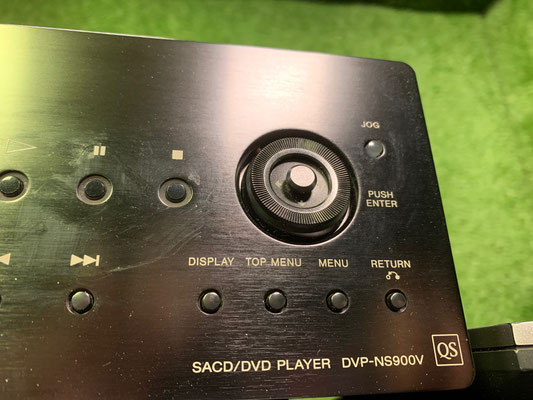 JOG
PUSH
ENTER
DISPLAY TOP MENU MENU RETURN
SACD/DVD PLAYER DVP-NS900V QS